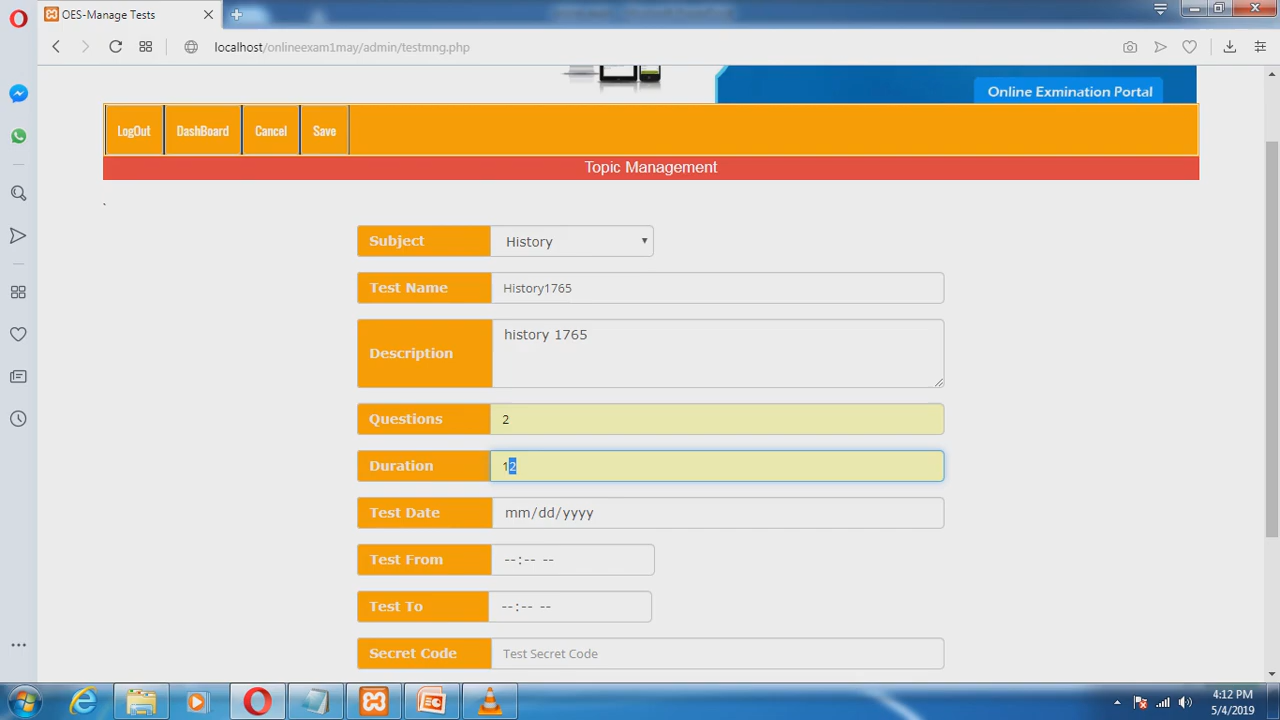 OES-Manage Tests
localhost/onlineexam1may/admin/testmng.php
Online Exmination Portal
LogOut DashBoard Cancel Save
Topic Management
Subject History
Test Name History1765
Description history 1765
Questions 2
Duration 12
Test Date mm/dd/yyyy
Test From --:-- --
Test To --:-- --
Secret Code Test Secret Code
4:12 PM
5/4/2019